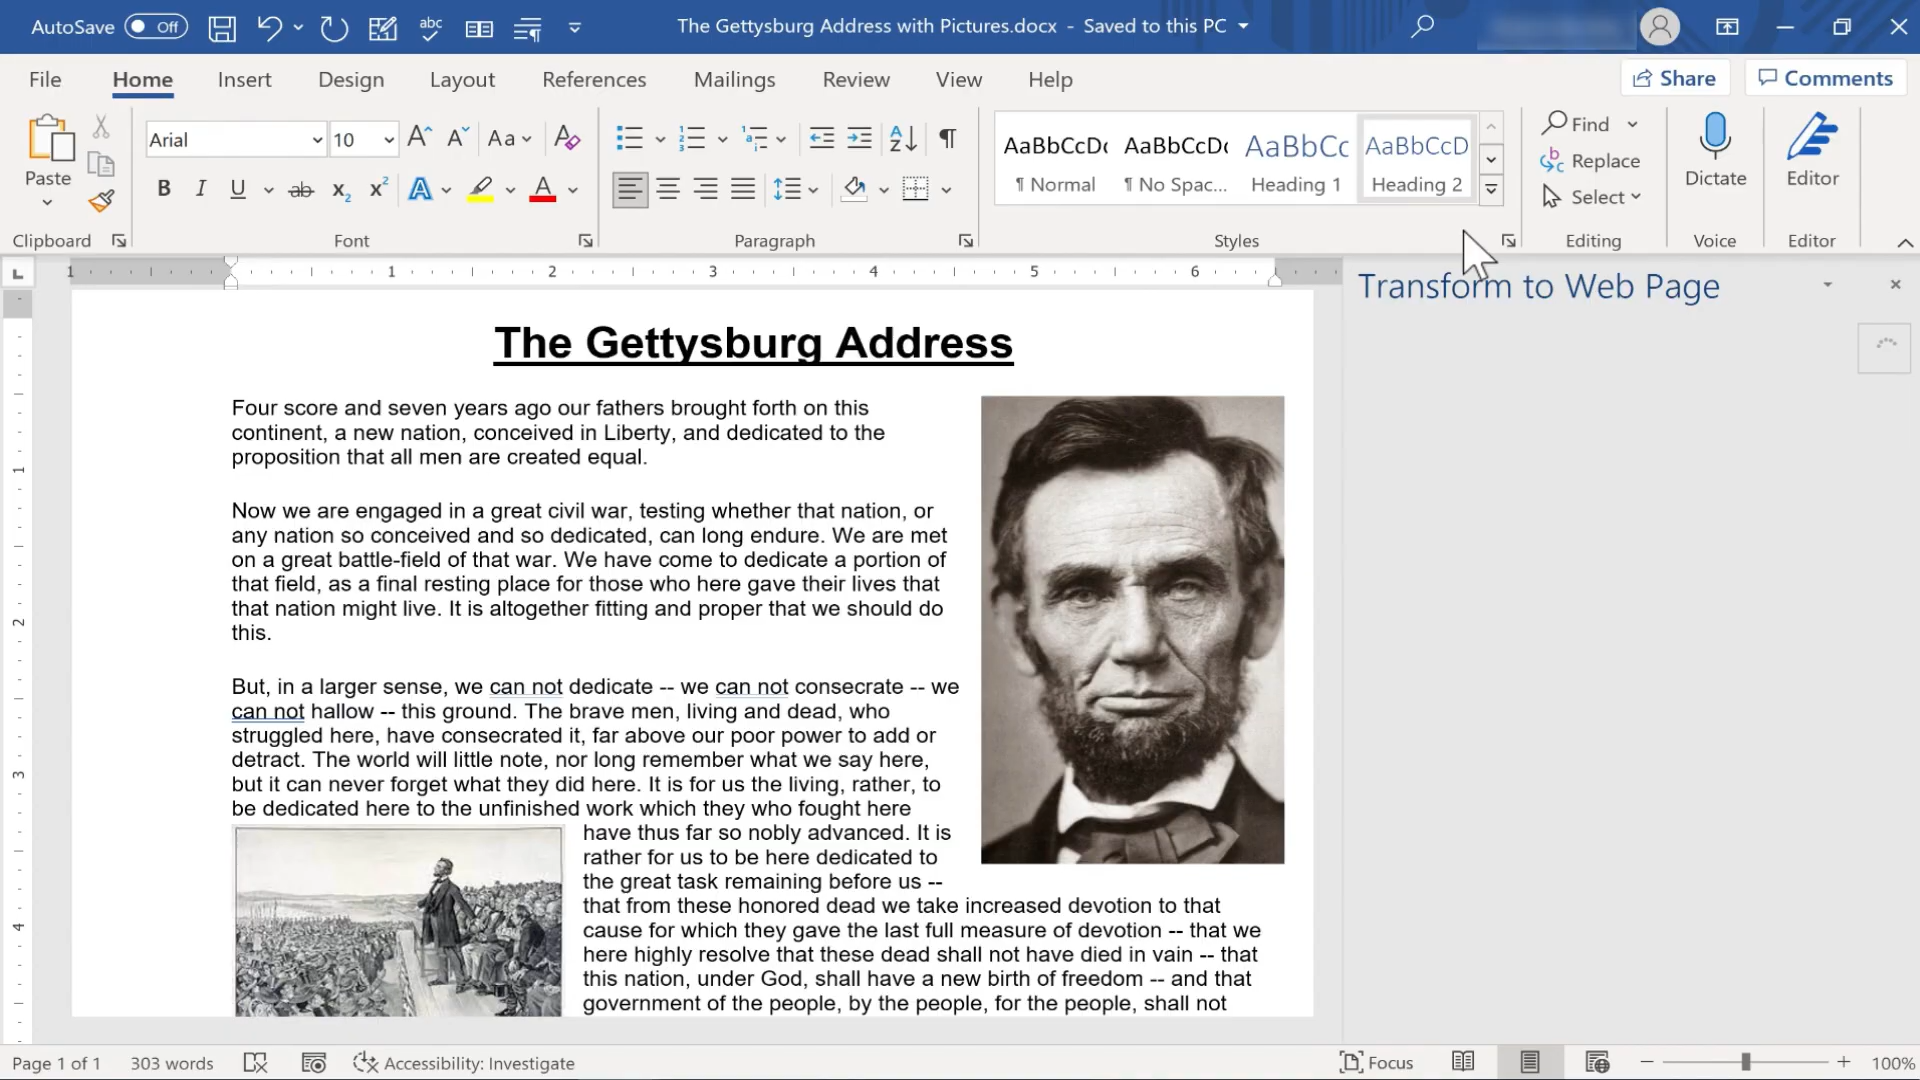 AutoSave Off abc The Gettysburg Address with Pictures.docx - Saved to this PC
File Home Insert Design Layout References Mailings Review View Help Share Comments
Paste Arial 10 Aa AaBbCcDc AaBbCcDc AaBbCc AaBbCcD Find Dictate Editor
B I U ab x2 x2 A A ¶ Normal ¶ No Spac... Heading 1 Heading 2 Replace
Select
Clipboard Font Paragraph Styles Editing Voice Editor
1 1 2 3 4 5 6
Transform to Web Page
The Gettysburg Address
Four score and seven years ago our fathers brought forth on this
continent, a new nation, conceived in Liberty, and dedicated to the
proposition that all men are created equal.
Now we are engaged in a great civil war, testing whether that nation, or
any nation so conceived and so dedicated, can long endure. We are met
on a great battle-field of that war. We have come to dedicate a portion of
that field, as a final resting place for those who here gave their lives that
that nation might live. It is altogether fitting and proper that we should do
this.
But, in a larger sense, we can not dedicate -- we can not consecrate -- we
can not hallow -- this ground. The brave men, living and dead, who
struggled here, have consecrated it, far above our poor power to add or
detract. The world will little note, nor long remember what we say here,
but it can never forget what they did here. It is for us the living, rather, to
be dedicated here to the unfinished work which they who fought here
have thus far so nobly advanced. It is
rather for us to be here dedicated to
the great task remaining before us --
that from these honored dead we take increased devotion to that
cause for which they gave the last full measure of devotion -- that we
here highly resolve that these dead shall not have died in vain -- that
this nation, under God, shall have a new birth of freedom -- and that
government of the people, by the people, for the people, shall not
1
2
3
4
Page 1 of 1 303 words Accessibility: Investigate Focus 100%